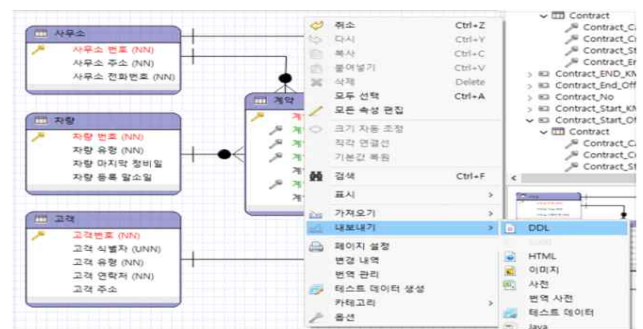 사무소
사무소 번호 (NN)
사무소 주소 (NN)
사무소 전화번호 (NN)
차량
차량 번호 (NN)
차량 유형 (NN)
차량 마지막 정비일
차량 등록 말소일
고객
고객번호 (NN)
고객 식별자 (UNN)
고객 유형 (NN)
고객 연락처 (NN)
고객 주소
계약
취소 Ctrl+Z
다시 Ctrl+Y
복사 Ctrl+C
붙여넣기 Ctrl+V
삭제 Delete
모두 선택 Ctrl+A
모든 속성 편집
크기 자동 조정
직각 연결선
기본값 복원
검색 Ctrl+F
표시
가져오기
내보내기
페이지 설정
변경 내역
번역 관리
테스트 데이터 생성
카테고리
옵션
DDL
HTML
이미지
사전
번역 사전
테스트 데이터
Java
Contract
Contract_Ca
Contract_Cu
Contract_St
Contract_En
Contract_END_KM
Contract_End_Off
Contract_No
Contract_Start_KM
Contract_Start_Of
Contract
Contract_Ca
Contract_Cu
Contract_St